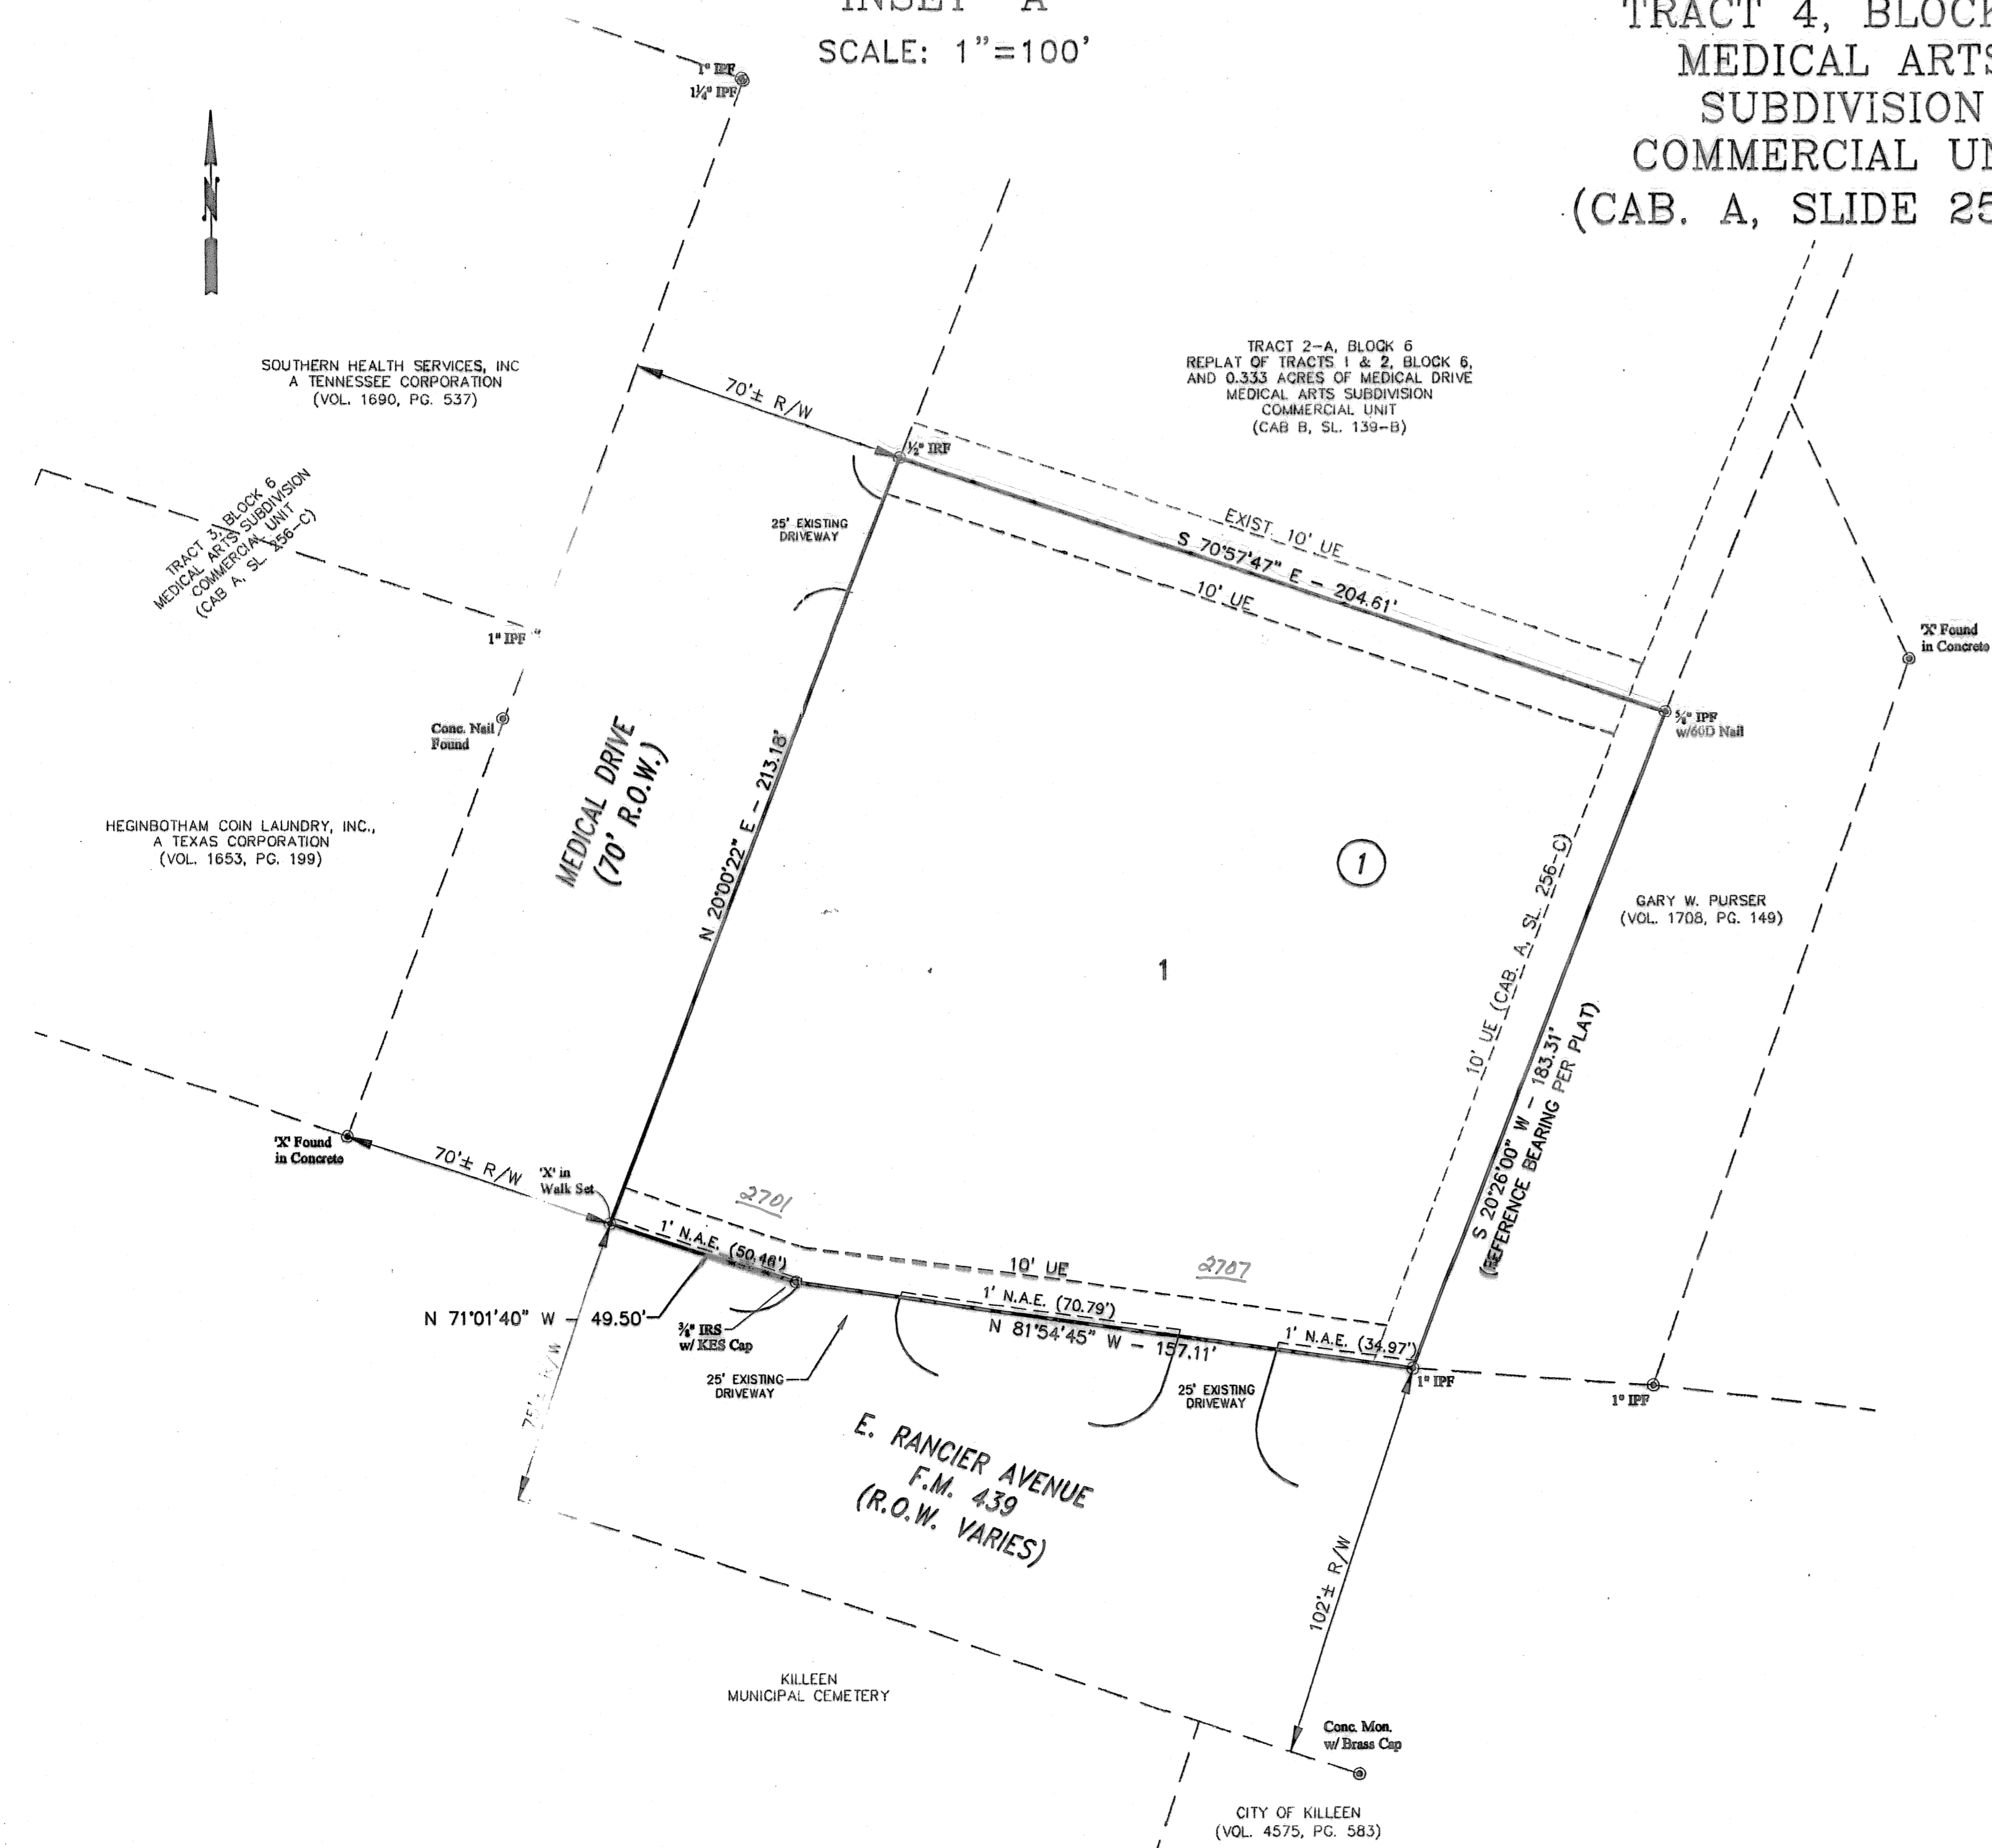 INSET "A"
SCALE: 1"=100'
TRACT 4, BLOCK
MEDICAL ARTS
SUBDIVISION
COMMERCIAL
(CAB. A, SLIDE
1" IPF
1¼" IPF
N
SOUTHERN HEALTH SERVICES, INC
A TENNESSEE CORPORATION
(VOL. 1690, PG. 537)
70'± R/W
TRACT 2-A, BLOCK 6
REPLAT OF TRACTS 1 & 2, BLOCK 6,
AND 0.333 ACRES OF MEDICAL DRIVE
MEDICAL ARTS SUBDIVISION
COMMERCIAL UNIT
(CAB B, SL. 139-B)
½" IRF
TRACT 3, BLOCK 6
MEDICAL ARTS SUBDIVISION
COMMERCIAL UNIT
(CAB A, SL. 256-C)
25' EXISTING
DRIVEWAY
EXIST. 10' UE
S 70°57'47" E - 204.61'
10' UE
1" IPF
'X' Found
in Concrete
Conc. Nail
Found
⅝" IPF
w/60D Nail
MEDICAL DRIVE
(70' R.O.W.)
N 20°00'22" E - 213.18'
HEGINBOTHAM COIN LAUNDRY, INC.,
A TEXAS CORPORATION
(VOL. 1653, PG. 199)
1
GARY W. PURSER
(VOL. 1708, PG. 149)
1
10' UE (CAB. A, SL. 256-C)
S 20°26'00" W - 183.31'
(REFERENCE BEARING PER PLAT)
'X' Found
in Concrete
70'± R/W
'X' in
Walk Set
2701
1' N.A.E. (50.46')
10' UE
2707
1' N.A.E. (70.79')
N 71°01'40" W - 49.50'
⅜" IRS
w/ KES Cap
N 81°54'45" W - 157.11'
1' N.A.E. (34.97')
75'± R/W
25' EXISTING
DRIVEWAY
25' EXISTING
DRIVEWAY
1" IPF
1" IPF
E. RANCIER AVENUE
F.M. 439
(R.O.W. VARIES)
102'± R/W
KILLEEN
MUNICIPAL CEMETERY
Conc. Mon.
w/ Brass Cap
CITY OF KILLEEN
(VOL. 4575, PG. 583)